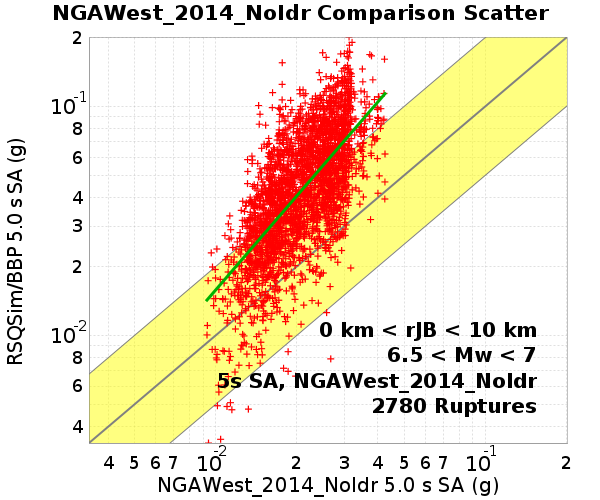 NGAWest_2014_NoIdr Comparison Scatter
2
10-1
8
6
4
3
2
10-2
8
6
4
RSQSim/BBP 5.0 s SA (g)
0 km < rJB < 10 km
6.5 < Mw < 7
5s SA, NGAWest_2014_NoIdr
2780 Ruptures
4 5 6 7 10-2 2 3 4 5 6 7 10-1 2
NGAWest_2014_NoIdr 5.0 s SA (g)